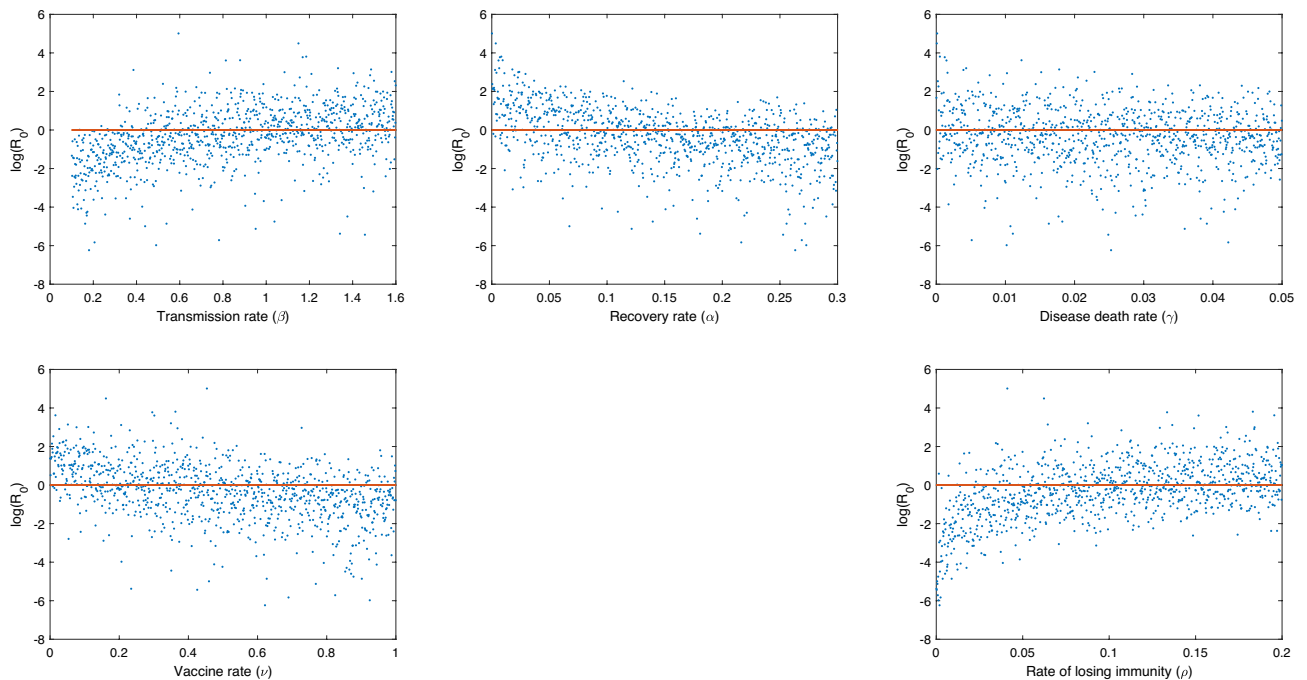 6
4
2
0
-2
-4
-6
-8
log(R₀)
0 0.2 0.4 0.6 0.8 1 1.2 1.4 1.6
Transmission rate (β)
6
4
2
0
-2
-4
-6
-8
log(R₀)
0 0.05 0.1 0.15 0.2 0.25 0.3
Recovery rate (α)
6
4
2
0
-2
-4
-6
-8
log(R₀)
0 0.01 0.02 0.03 0.04 0.05
Disease death rate (γ)
6
4
2
0
-2
-4
-6
-8
log(R₀)
0 0.2 0.4 0.6 0.8 1
Vaccine rate (ν)
6
4
2
0
-2
-4
-6
-8
log(R₀)
0 0.05 0.1 0.15 0.2
Rate of losing immunity (ρ)